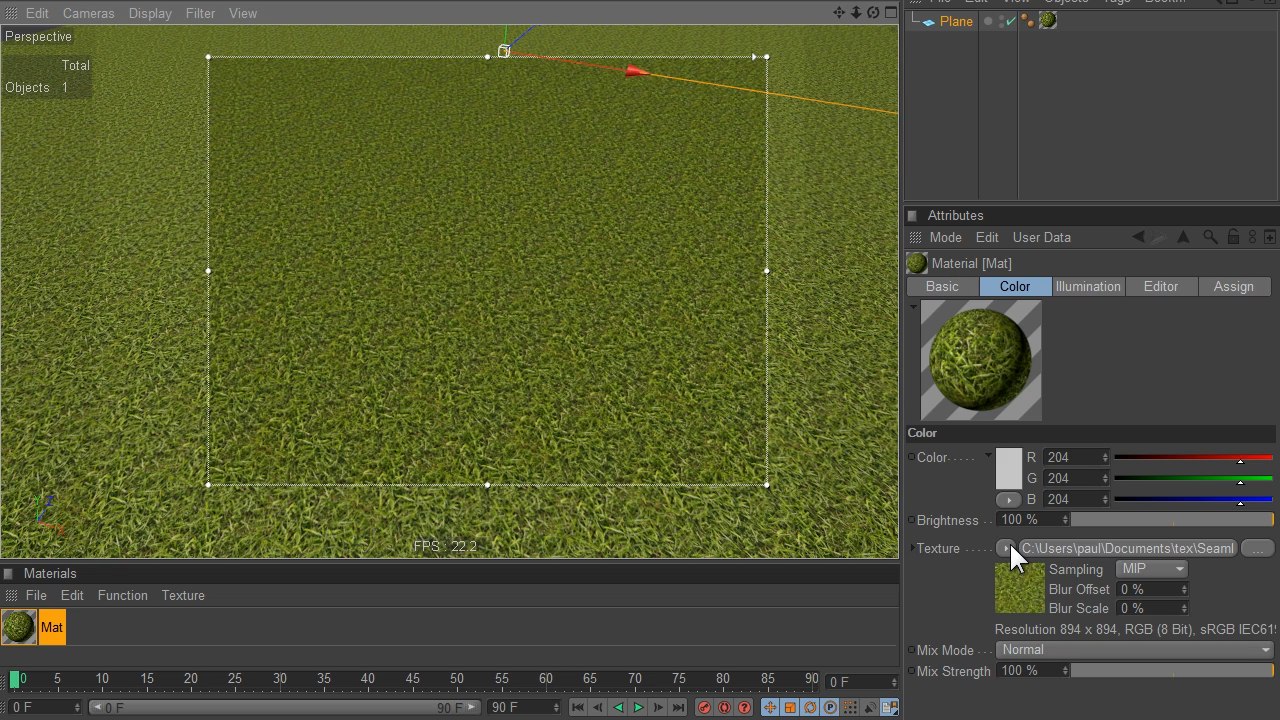 Edit Cameras Display Filter View
Perspective
Total
Objects 1
FPS : 22.2
Plane
Attributes
Mode Edit User Data
Material [Mat]
Basic Color Illumination Editor Assign
Color
Color R 204
G 204
B 204
Brightness 100 %
Texture C:\Users\paul\Documents\tex\Seaml ...
Sampling MIP
Blur Offset 0 %
Blur Scale 0 %
Resolution 894 x 894, RGB (8 Bit), sRGB IEC61
Mix Mode Normal
Mix Strength 100 %
Materials
File Edit Function Texture
Mat
0 5 10 15 20 25 30 35 40 45 50 55 60 65 70 75 80 85 90 0 F
0 F 0 F 90 F 90 F